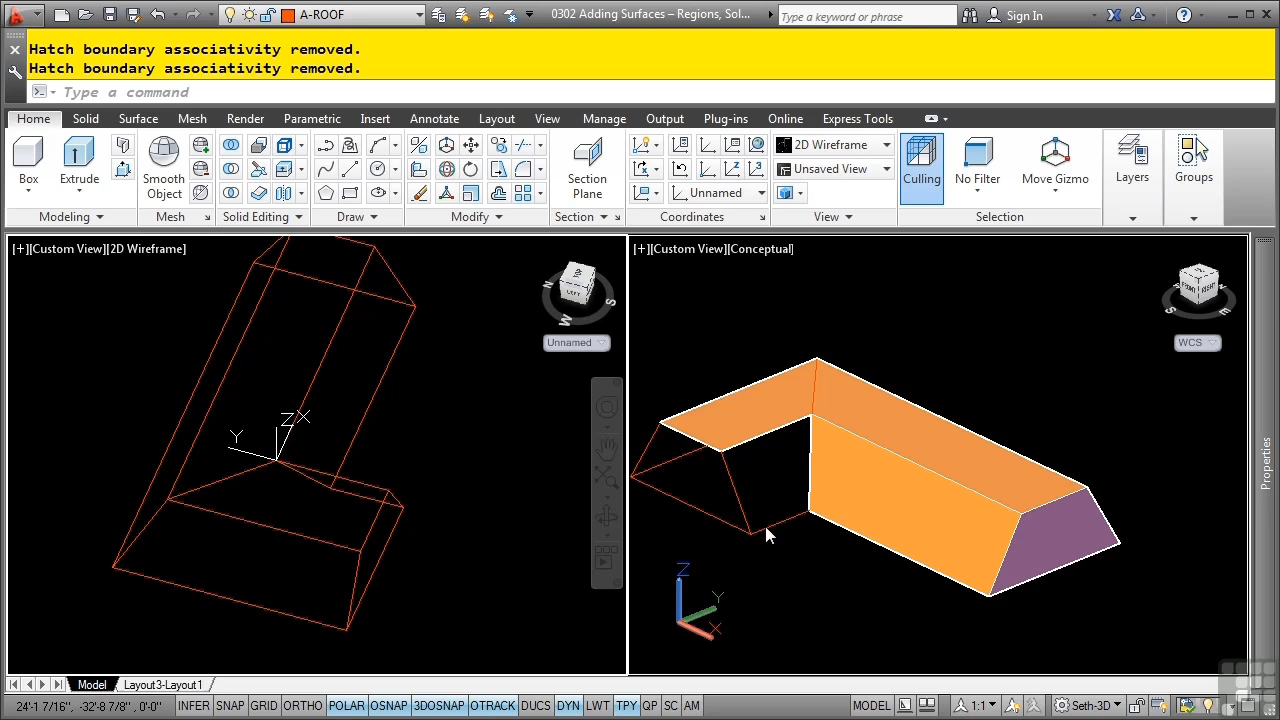 A-ROOF 0302 Adding Surfaces – Regions, Sol... Type a keyword or phrase Sign In
Hatch boundary associativity removed.
Hatch boundary associativity removed.
Type a command
Home Solid Surface Mesh Render Parametric Insert Annotate Layout View Manage Output Plug-ins Online Express Tools
2D Wireframe
Unsaved View
Box Extrude Smooth Object Section Plane Unnamed Culling No Filter Move Gizmo Layers Groups
Modeling Mesh Solid Editing Draw Modify Section Coordinates View Selection
[+][Custom View][2D Wireframe] [+][Custom View][Conceptual]
N LEFT S W
FRONT RIGHT S E
Unnamed WCS
Z X
Y
Z
Y
X
Properties
Model Layout3-Layout1
24'-1 7/16", -32'-8 7/8", 0'-0" INFER SNAP GRID ORTHO POLAR OSNAP 3DOSNAP OTRACK DUCS DYN LWT TPY QP SC AM MODEL 1:1 Seth-3D